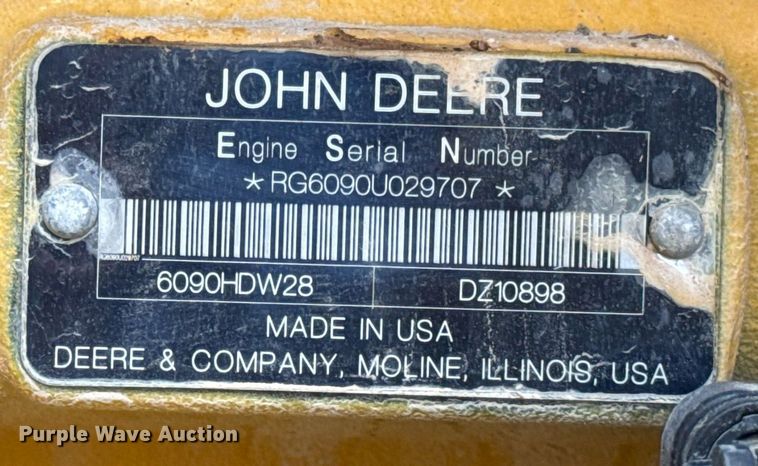 JOHN DEERE
Engine Serial Number
*RG6090U029707*
RG6090U029707
6090HDW28 DZ10898
MADE IN USA
DEERE & COMPANY, MOLINE, ILLINOIS, USA
Purple Wave Auction